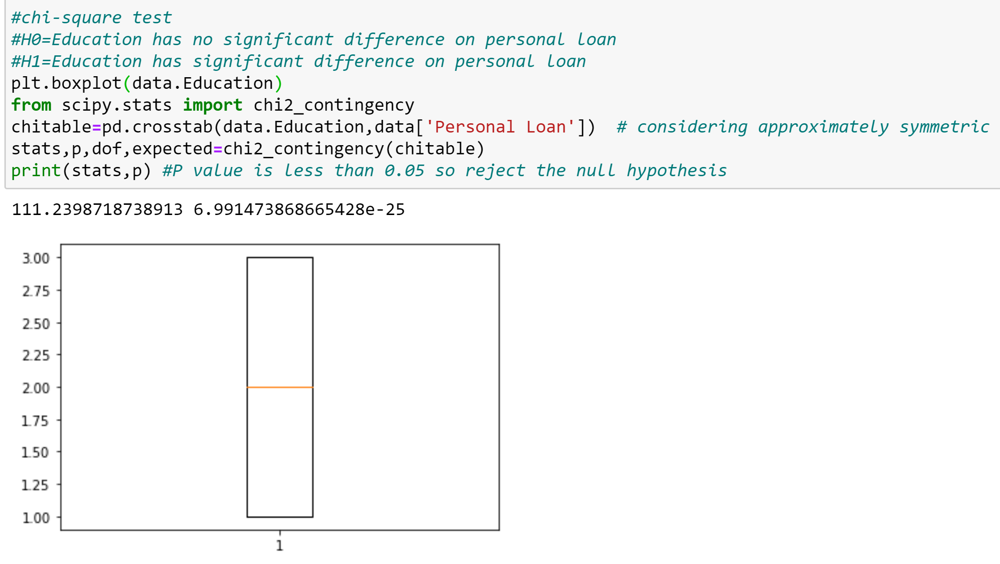 #chi-square test
#H0=Education has no significant difference on personal loan
#H1=Education has significant difference on personal loan
plt.boxplot(data.Education)
from scipy.stats import chi2_contingency
chitable=pd.crosstab(data.Education,data['Personal Loan'])  # considering approximately symmetric
stats,p,dof,expected=chi2_contingency(chitable)
print(stats,p) #P value is less than 0.05 so reject the null hypothesis
111.2398718738913 6.991473868665428e-25
3.00
2.75
2.50
2.25
2.00
1.75
1.50
1.25
1.00
1